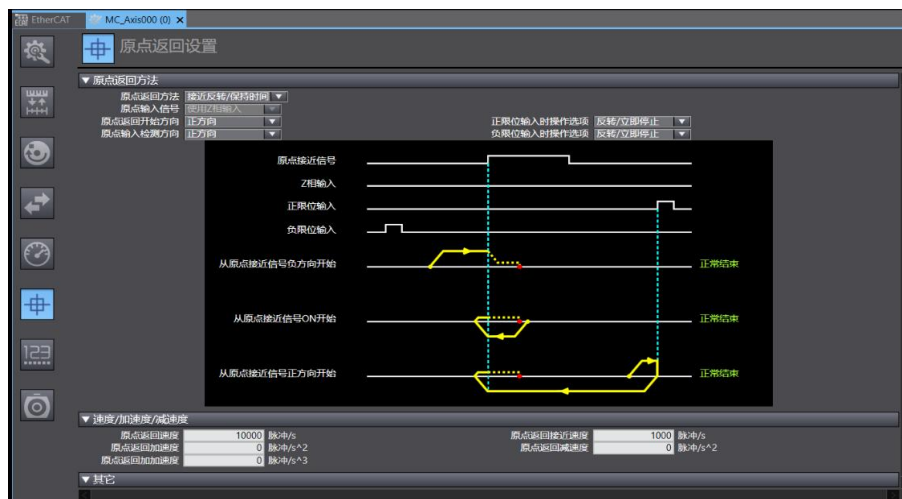 EtherCAT MC_Axis000 (0) ×
原点返回设置
▼原点返回方法
原点返回方法 接近反转/保持时间
原点输入信号 使用Z相输入
原点返回开始方向 正方向 正限位输入时操作选项 反转/立即停止
原点输入检测方向 正方向 负限位输入时操作选项 反转/立即停止
原点接近信号
Z相输入
正限位输入
负限位输入
从原点接近信号负方向开始 正常结束
从原点接近信号ON开始 正常结束
从原点接近信号正方向开始 正常结束
▼速度/加速度/减速度
原点返回速度 10000 脉冲/s 原点返回接近速度 1000 脉冲/s
原点返回加速度 0 脉冲/s^2 原点返回减速度 0 脉冲/s^2
原点返回加加速度 0 脉冲/s^3
▼其它
123